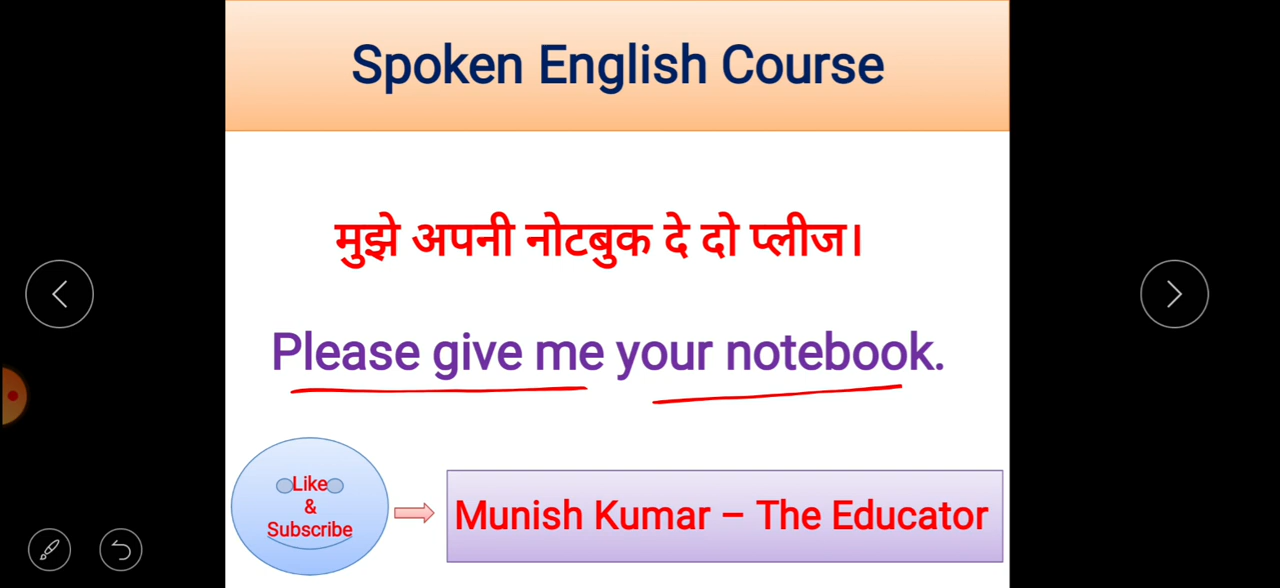 Spoken English Course
मुझे अपनी नोटबुक दे दो प्लीज।
Please give me your notebook.
Like
&
Subscribe
Munish Kumar – The Educator